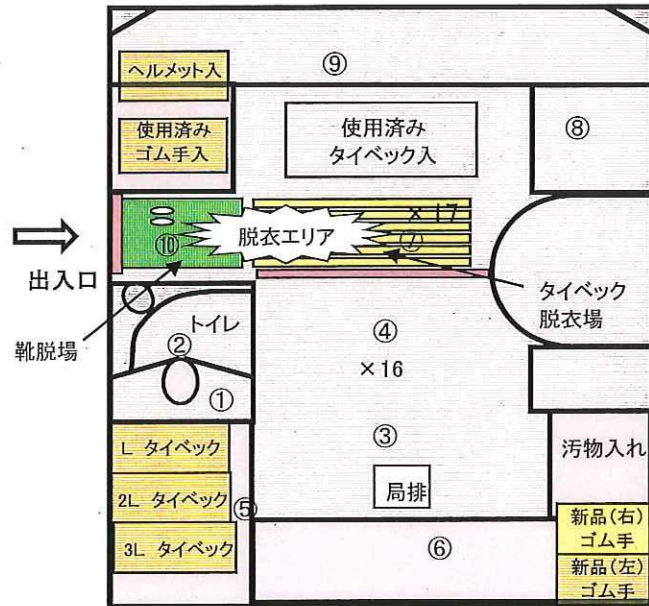 ⑨
ヘルメット入
使用済み
ゴム手入
使用済み
タイベック入
⑧
×17
脱衣エリア
⑩
⑦
出入口
靴脱場
トイレ
②
①
④
×16
③
局排
タイベック
脱衣場
L タイベック
2L タイベック
3L タイベック
⑤
⑥
汚物入れ
新品(右)
ゴム手
新品(左)
ゴム手